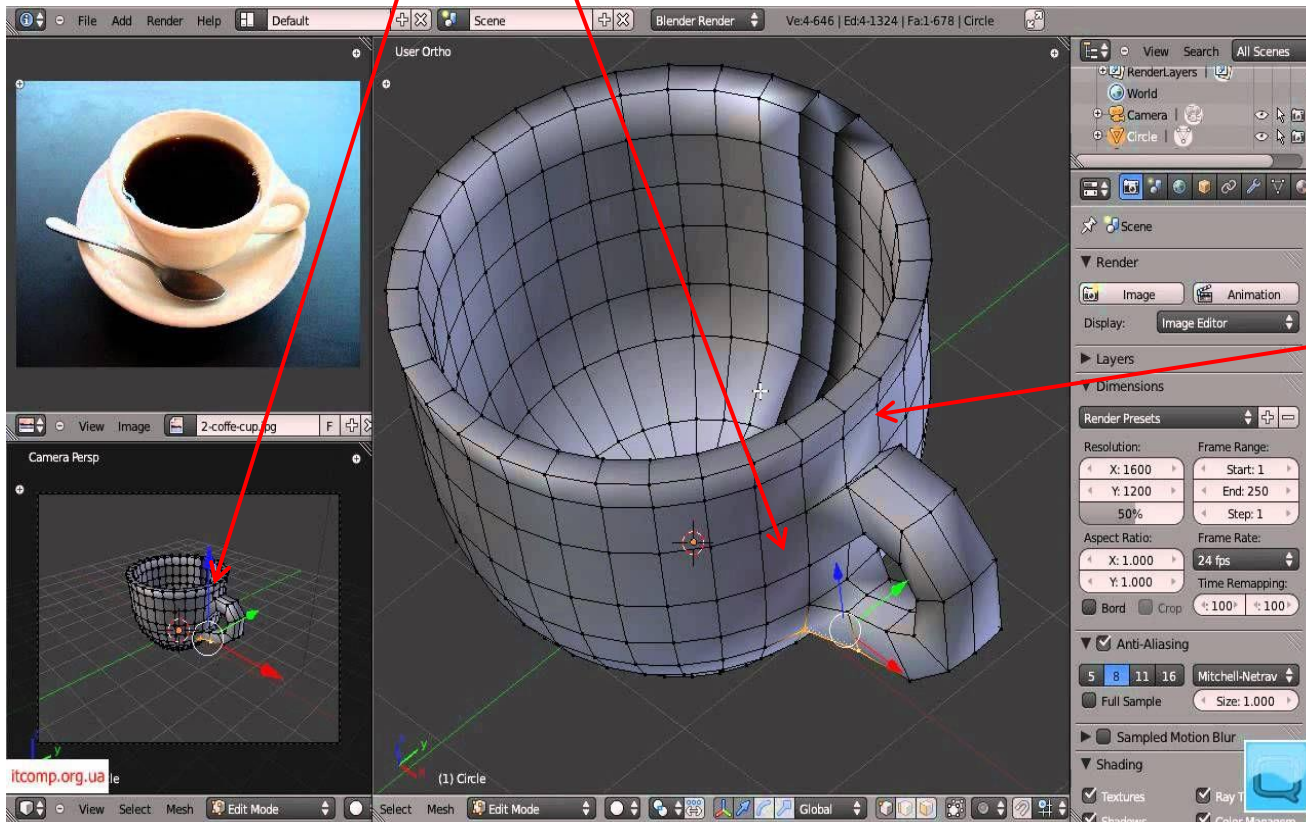 File Add Render Help Default Scene Blender Render Ve:4-646 | Ed:4-1324 | Fa:1-678 | Circle
View Search All Scenes
RenderLayers |
World
Camera |
Circle |
Scene
Render
Image Animation
Display: Image Editor
Layers
Dimensions
Render Presets
Resolution: Frame Range:
X: 1600 Start: 1
Y: 1200 End: 250
50% Step: 1
Aspect Ratio: Frame Rate:
X: 1.000 24 fps
Y: 1.000 Time Remapping:
Bord Crop : 100 : 100
Anti-Aliasing
5 8 11 16 Mitchell-Netrav
Full Sample Size: 1.000
Sampled Motion Blur
Shading
Textures Ray
Shadows
User Ortho
(1) Circle
Select Mesh Edit Mode Global
View Image 2-coffe-cup.jpg F
Camera Persp
y
itcomp.org.ua le
View Select Mesh Edit Mode